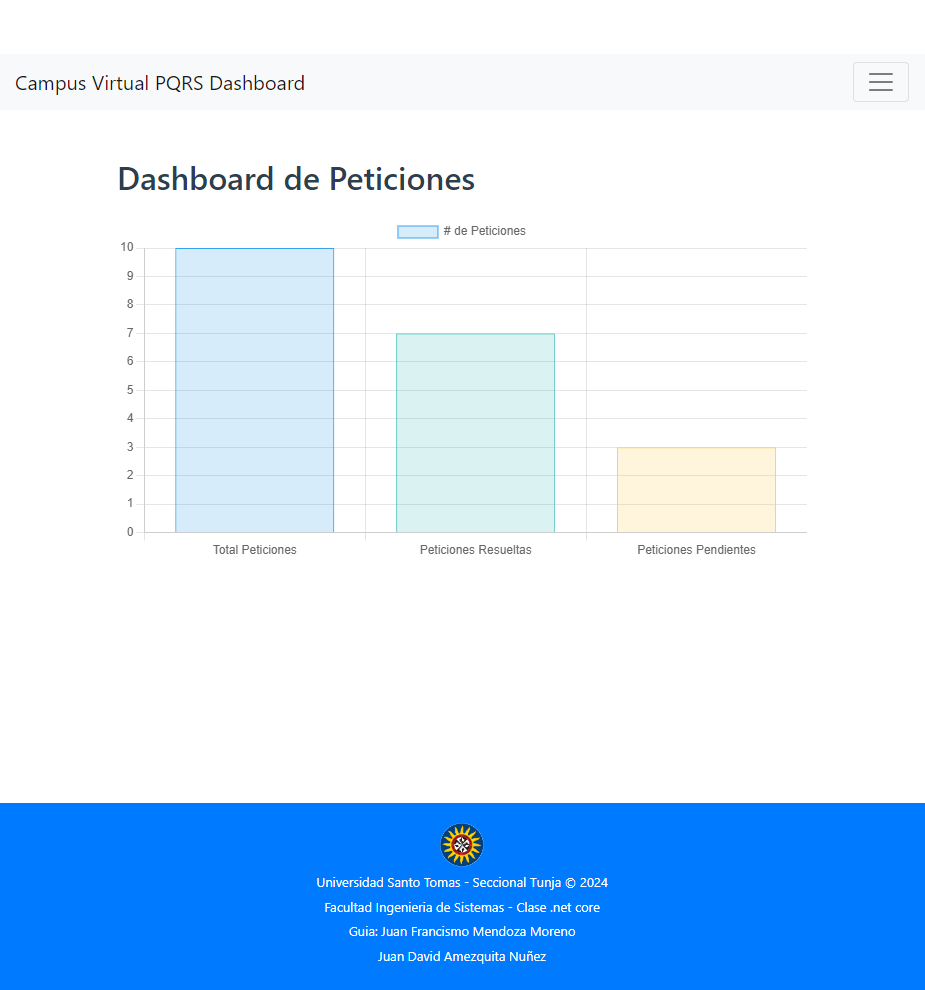 Campus Virtual PQRS Dashboard
Dashboard de Peticiones
# de Peticiones
10
9
8
7
6
5
4
3
2
1
0
Total Peticiones
Peticiones Resueltas
Peticiones Pendientes
Universidad Santo Tomas - Seccional Tunja © 2024
Facultad Ingenieria de Sistemas - Clase .net core
Guia: Juan Francismo Mendoza Moreno
Juan David Amezquita Nuñez